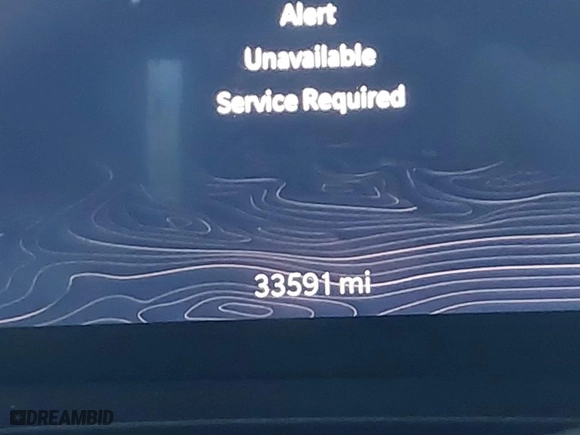 Alert
Unavailable
Service Required
33591 mi
DREAMBID